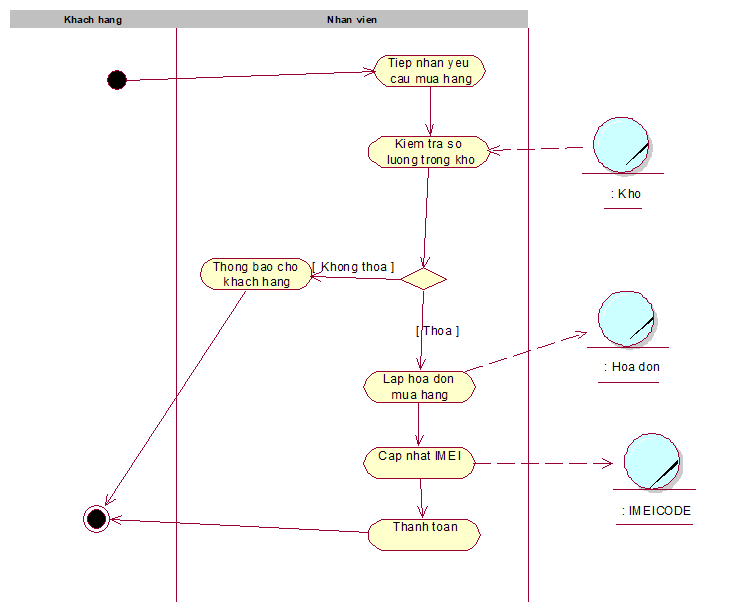 Khach hang
Nhan vien
Tiep nhan yeu
cau mua hang
Kiem tra so
luong trong kho
: Kho
Thong bao cho
khach hang
[ Khong thoa ]
[ Thoa ]
: Hoa don
Lap hoa don
mua hang
Cap nhat IMEI
: IMEICODE
Thanh toan